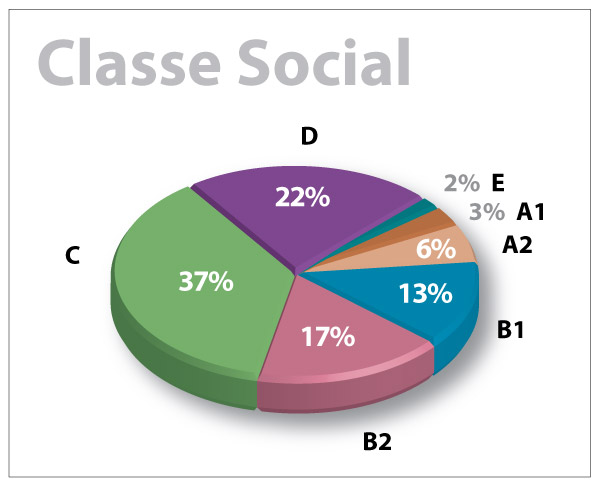 Classe Social
D
22%
2% E
3% A1
A2
6%
C
37%
13%
B1
17%
B2